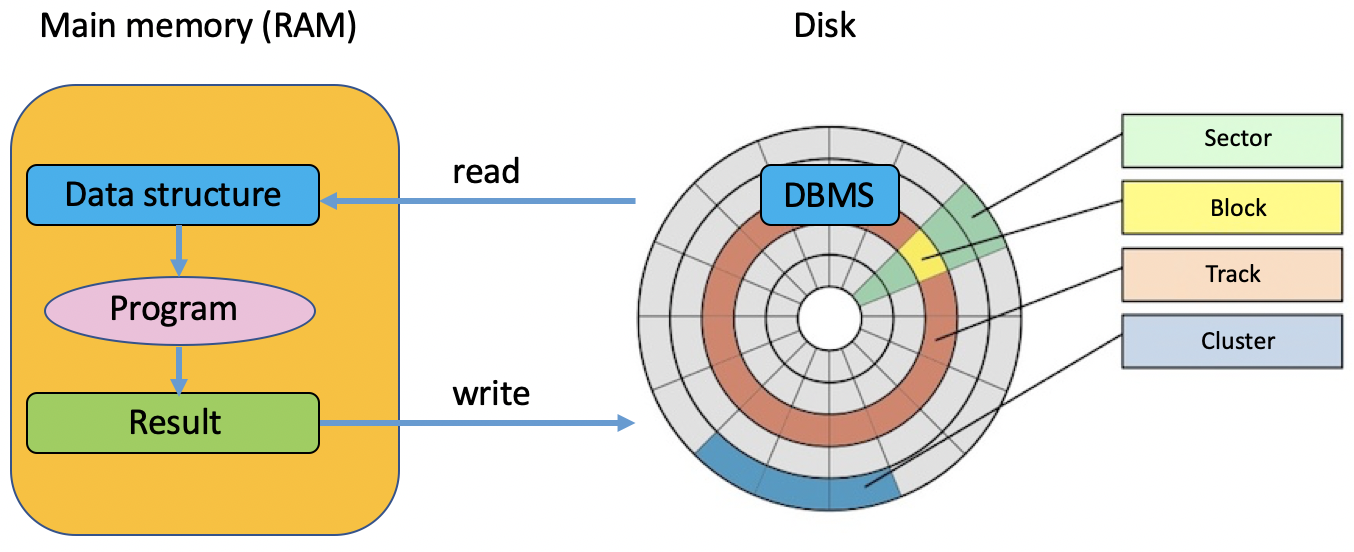 Main memory (RAM)
Disk
Data structure
Program
Result
read
write
DBMS
Sector
Block
Track
Cluster